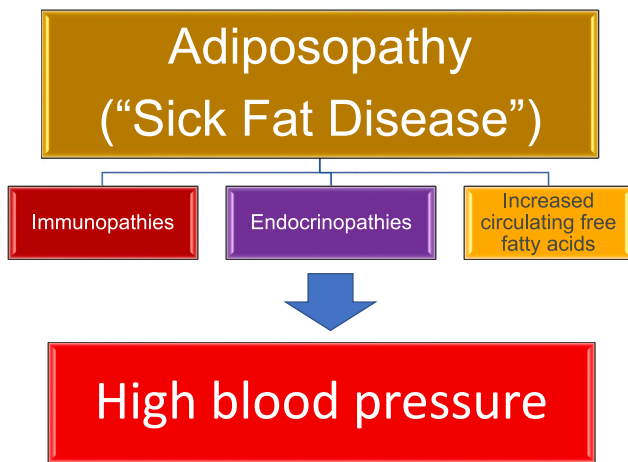 Adiposopathy
(“Sick Fat Disease”)
Immunopathies
Endocrinopathies
Increased
circulating free
fatty acids
High blood pressure